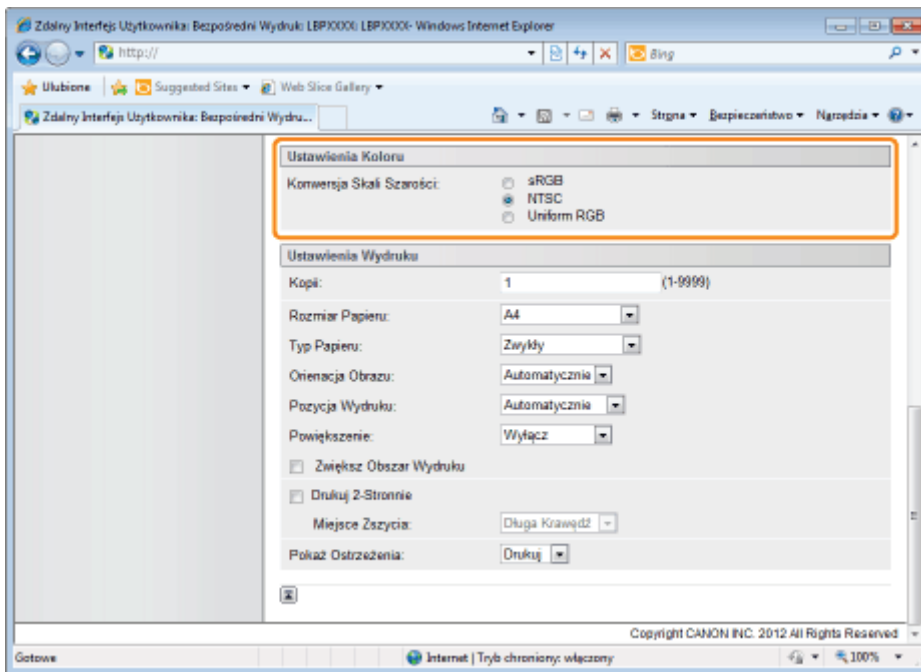 Zdalny Interfejs Użytkownika: Bezpośredni Wydruk: LBPXXXX: LBPXXXX- Windows Internet Explorer
http:// Bing
Ulubione Suggested Sites Web Slice Gallery
Zdalny Interfejs Użytkownika: Bezpośredni Wydru... Strona Bezpieczeństwo Narzędzia
Ustawienia Koloru
Konwersja Skali Szarości: sRGB
NTSC
Uniform RGB
Ustawienia Wydruku
Kopii: 1 (1-9999)
Rozmiar Papieru: A4
Typ Papieru: Zwykły
Orienacja Obrazu: Automatycznie
Pozycja Wydruku: Automatycznie
Powiększenie: Wyłącz
Zwiększ Obszar Wydruku
Drukuj 2-Stronnie
Miejsce Zszycia: Długa Krawędź
Pokaż Ostrzeżenia: Drukuj
Copyright CANON INC. 2012 All Rights Reserved
Gotowe Internet | Tryb chroniony: włączony 100%